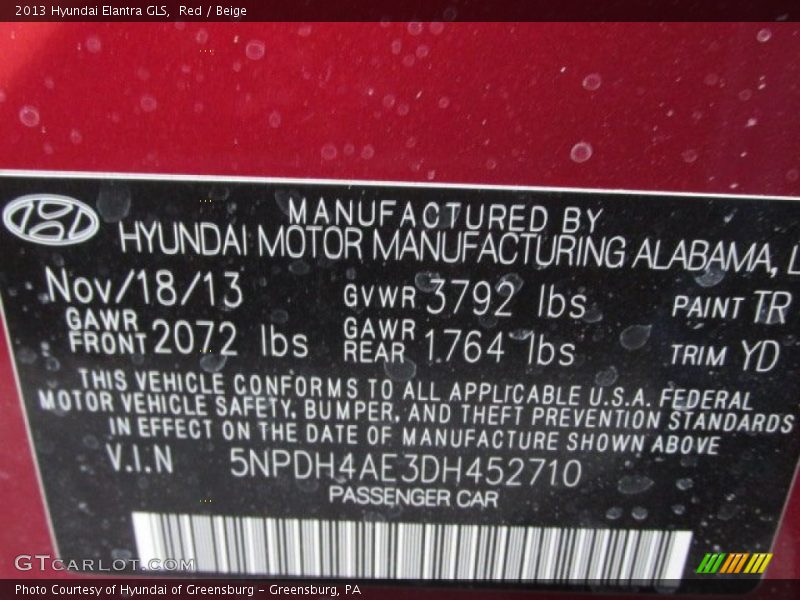 2013 Hyundai Elantra GLS, Red / Beige
MANUFACTURED BY
HYUNDAI MOTOR MANUFACTURING ALABAMA, L
Nov/18/13 GVWR 3792 lbs PAINT TR
GAWR FRONT 2072 lbs GAWR REAR 1764 lbs TRIM YD
THIS VEHICLE CONFORMS TO ALL APPLICABLE U.S.A. FEDERAL
MOTOR VEHICLE SAFETY, BUMPER, AND THEFT PREVENTION STANDARDS
IN EFFECT ON THE DATE OF MANUFACTURE SHOWN ABOVE
V.I.N 5NPDH4AE3DH452710
PASSENGER CAR
GTCARLOT.COM
Photo Courtesy of Hyundai of Greensburg - Greensburg, PA